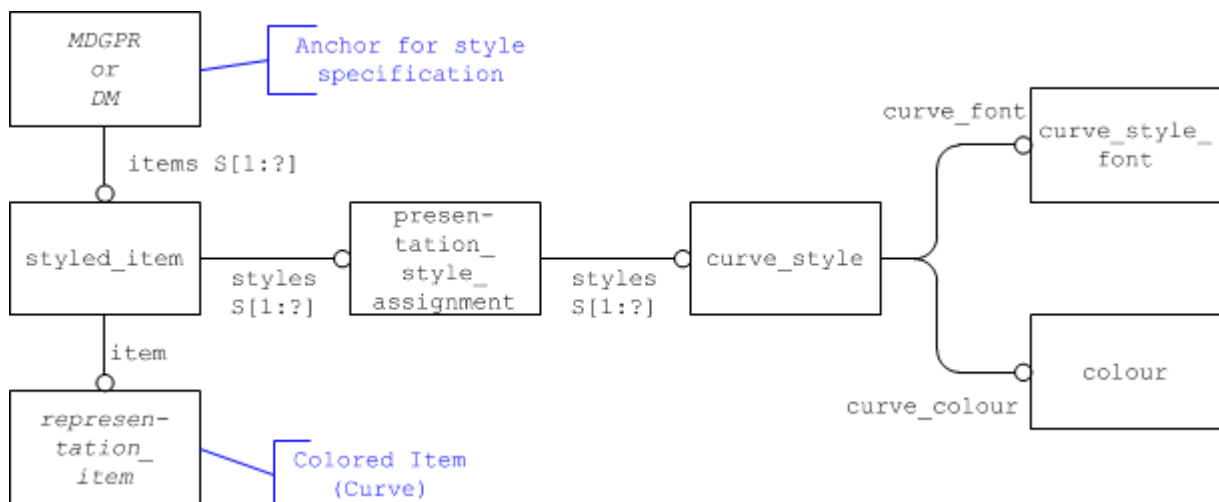 MDGPR
or
DM
Anchor for style
specification
items S[1:?]
curve_font
curve_style_
font
styled_item
styles
S[1:?]
presen-
tation_
style_
assignment
styles
S[1:?]
curve_style
item
colour
curve_colour
represen-
tation_
item
Colored Item
(Curve)